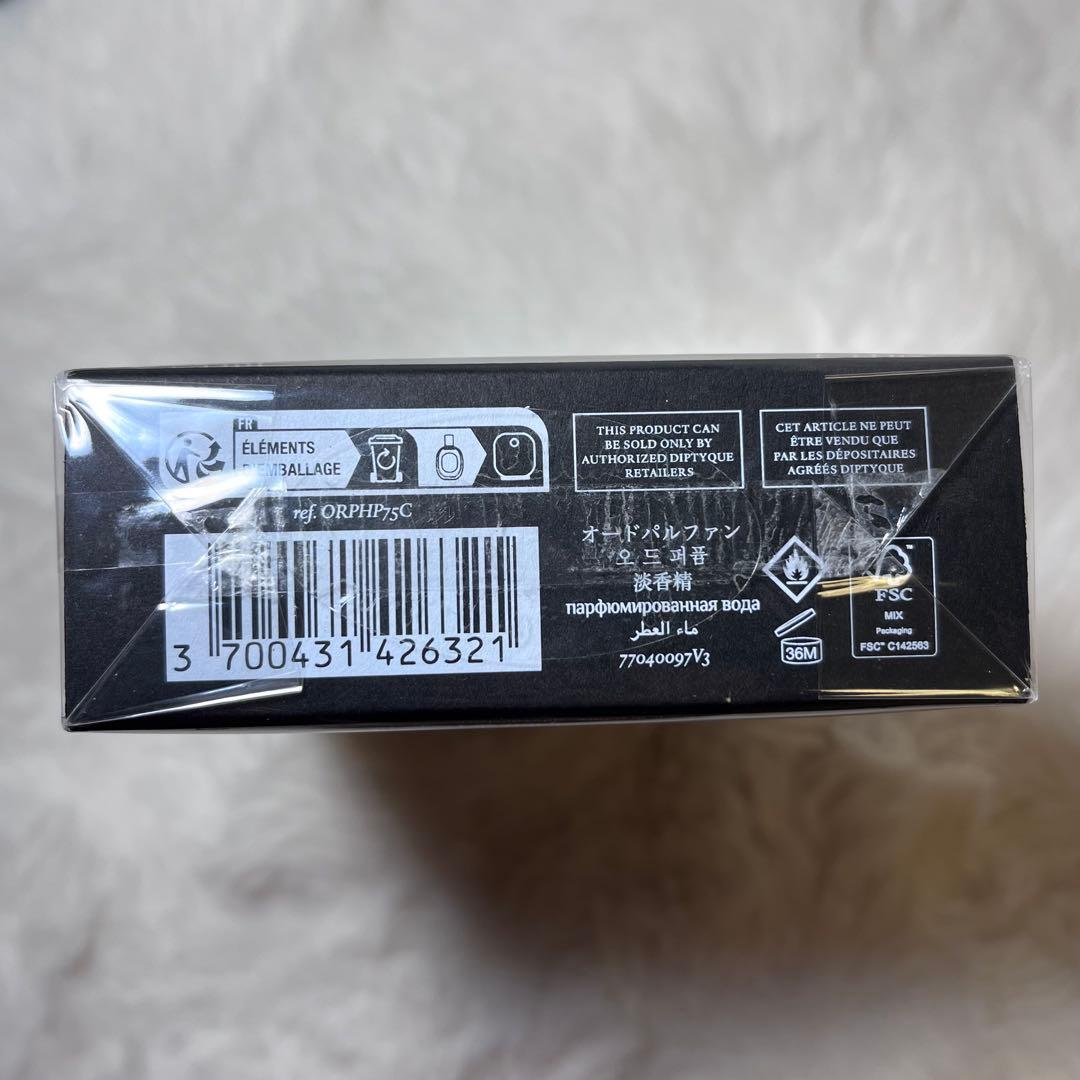 FR
ÉLÉMENTS
D'EMBALLAGE
ref. ORPHP75C
3 700431 426321
THIS PRODUCT CAN
BE SOLD ONLY BY
AUTHORIZED DIPTYQUE
RETAILERS
CET ARTICLE NE PEUT
ÊTRE VENDU QUE
PAR LES DÉPOSITAIRES
AGRÉÉS DIPTYQUE
オードパルファン
오 드 퍼퓸
淡香精
парфюмированная вода
ماء العطر
77040097V3
36M
FSC
MIX
Packaging
FSC™ C142563